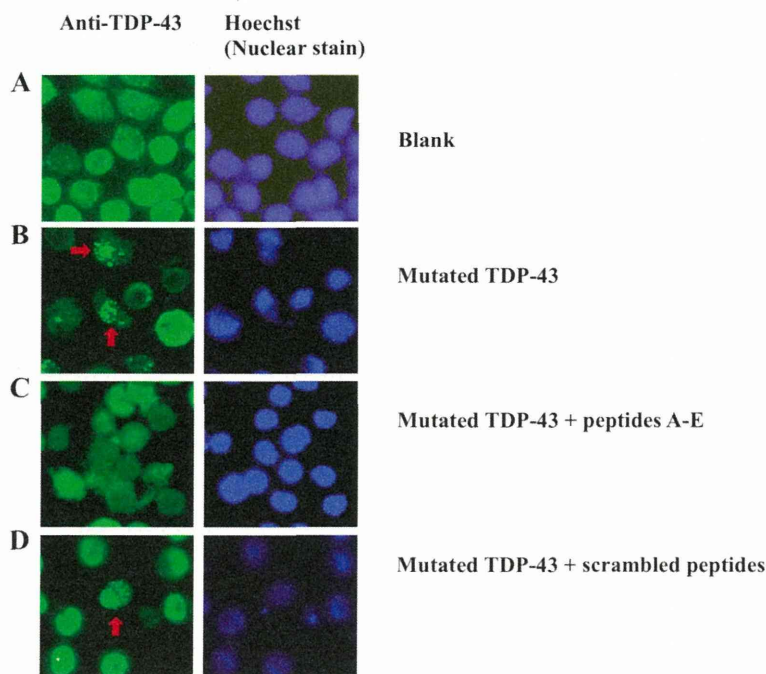 Anti-TDP-43
Hoechst
(Nuclear stain)
A
Blank
B
Mutated TDP-43
C
Mutated TDP-43 + peptides A-E
D
Mutated TDP-43 + scrambled peptides